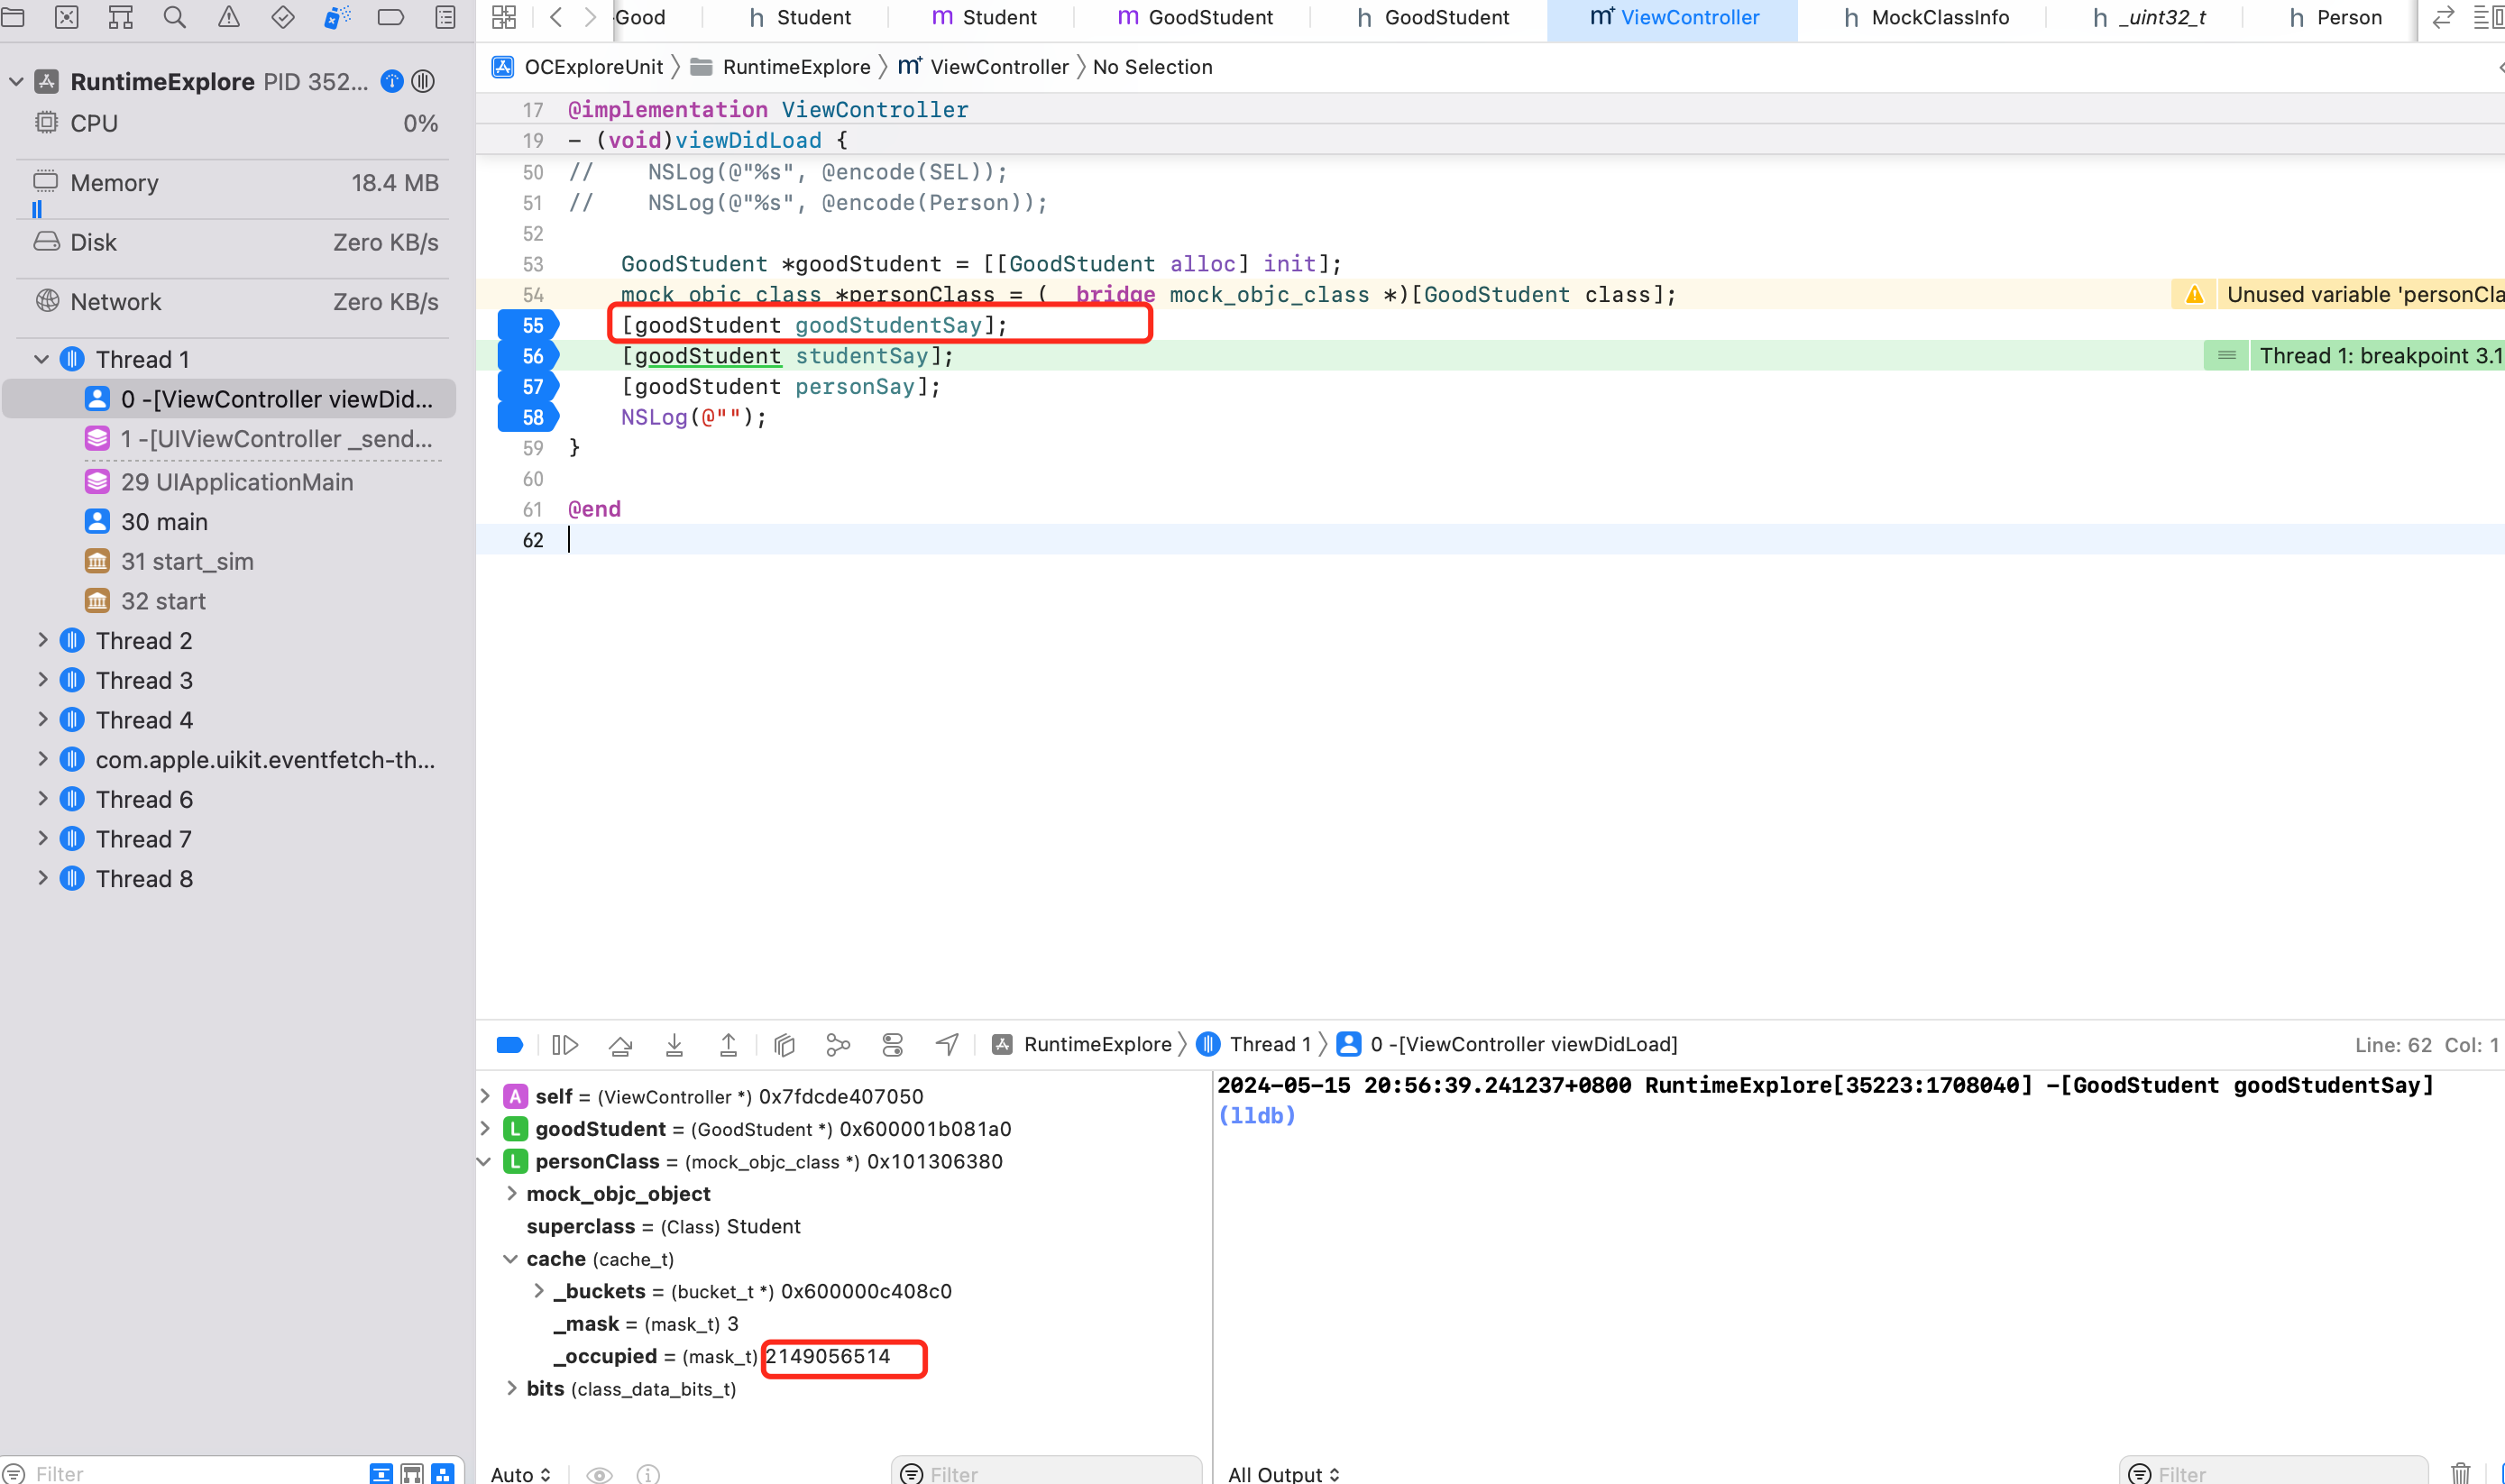 -Good
h Student
m Student
m GoodStudent
h GoodStudent
m+ ViewController
h MockClassInfo
h _uint32_t
h Person
RuntimeExplore PID 352...
CPU 0%
Memory 18.4 MB
Disk Zero KB/s
Network Zero KB/s
Thread 1
0 -[ViewController viewDid...
1 -[UIViewController _send...
29 UIApplicationMain
30 main
31 start_sim
32 start
Thread 2
Thread 3
Thread 4
com.apple.uikit.eventfetch-th...
Thread 6
Thread 7
Thread 8
Filter
OCExploreUnit RuntimeExplore m+ ViewController No Selection
17 @implementation ViewController
19 - (void)viewDidLoad {
50 // NSLog(@"%s", @encode(SEL));
51 // NSLog(@"%s", @encode(Person));
52
53 GoodStudent *goodStudent = [[GoodStudent alloc] init];
54 mock_objc_class *personClass = (__bridge mock_objc_class *)[GoodStudent class];
Unused variable 'personCla
55 [goodStudent goodStudentSay];
56 [goodStudent studentSay];
Thread 1: breakpoint 3.1
57 [goodStudent personSay];
58 NSLog(@"");
59 }
60
61 @end
62
RuntimeExplore Thread 1 0 -[ViewController viewDidLoad]
Line: 62 Col: 1
A self = (ViewController *) 0x7fdcde407050
L goodStudent = (GoodStudent *) 0x600001b081a0
L personClass = (mock_objc_class *) 0x101306380
mock_objc_object
superclass = (Class) Student
cache (cache_t)
_buckets = (bucket_t *) 0x600000c408c0
_mask = (mask_t) 3
_occupied = (mask_t) 2149056514
bits (class_data_bits_t)
Auto
Filter
2024-05-15 20:56:39.241237+0800 RuntimeExplore[35223:1708040] -[GoodStudent goodStudentSay]
(lldb)
All Output
Filter